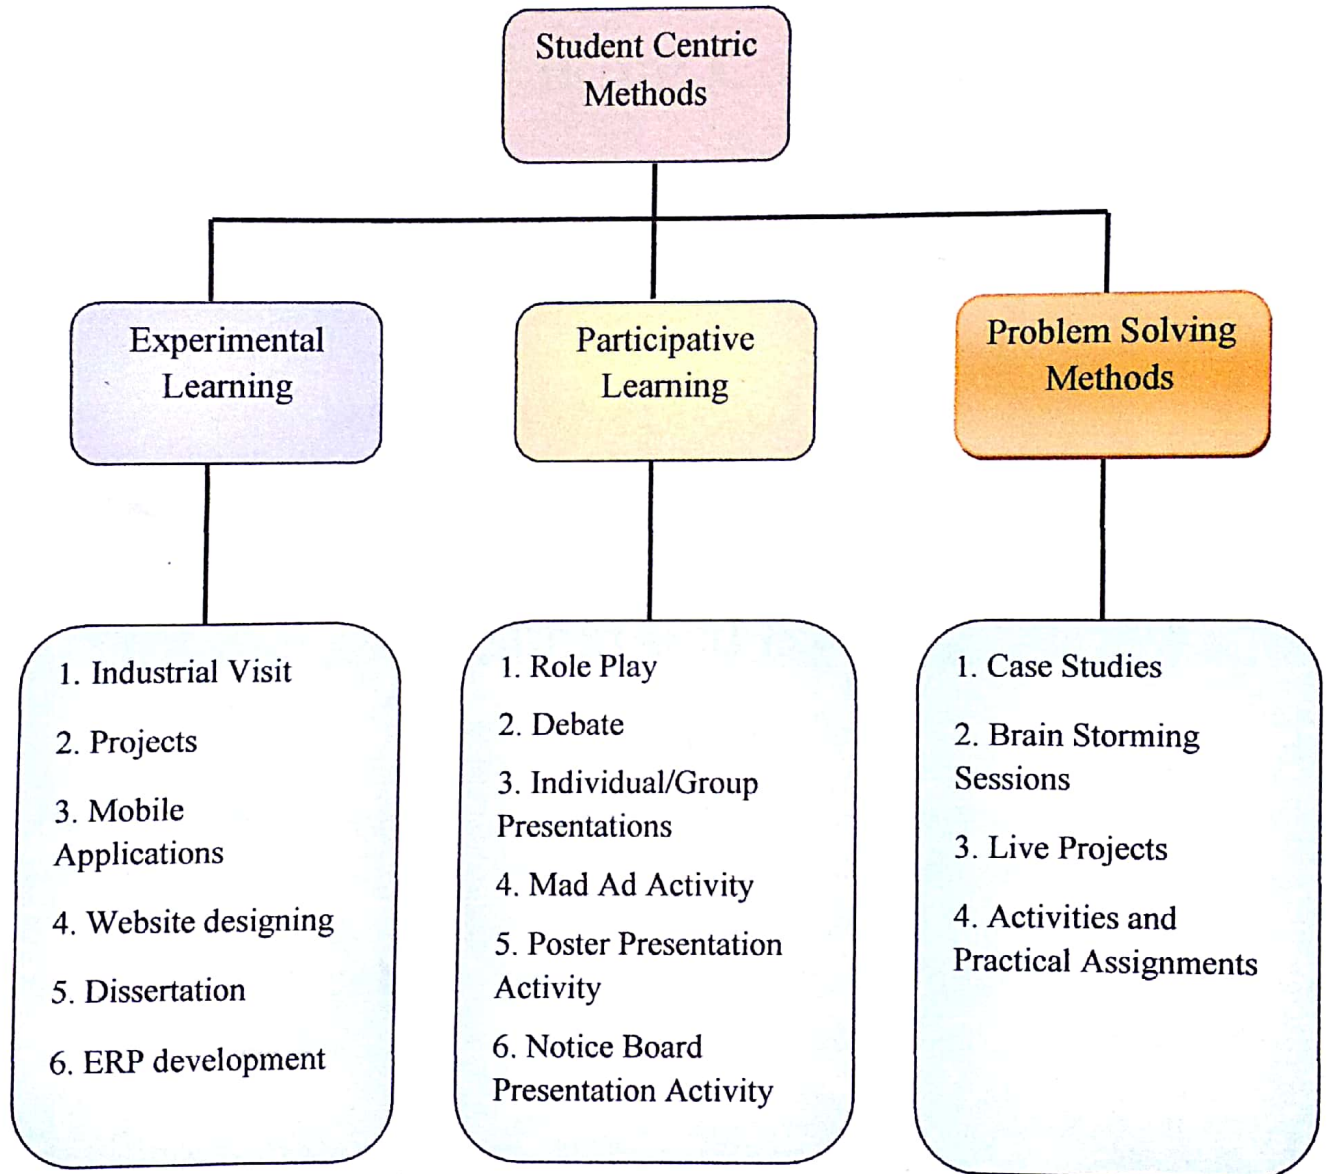 Student Centric
Methods
Experimental
Learning
Participative
Learning
Problem Solving
Methods
1. Industrial Visit
2. Projects
3. Mobile
Applications
4. Website designing
5. Dissertation
6. ERP development
1. Role Play
2. Debate
3. Individual/Group
Presentations
4. Mad Ad Activity
5. Poster Presentation
Activity
6. Notice Board
Presentation Activity
1. Case Studies
2. Brain Storming
Sessions
3. Live Projects
4. Activities and
Practical Assignments